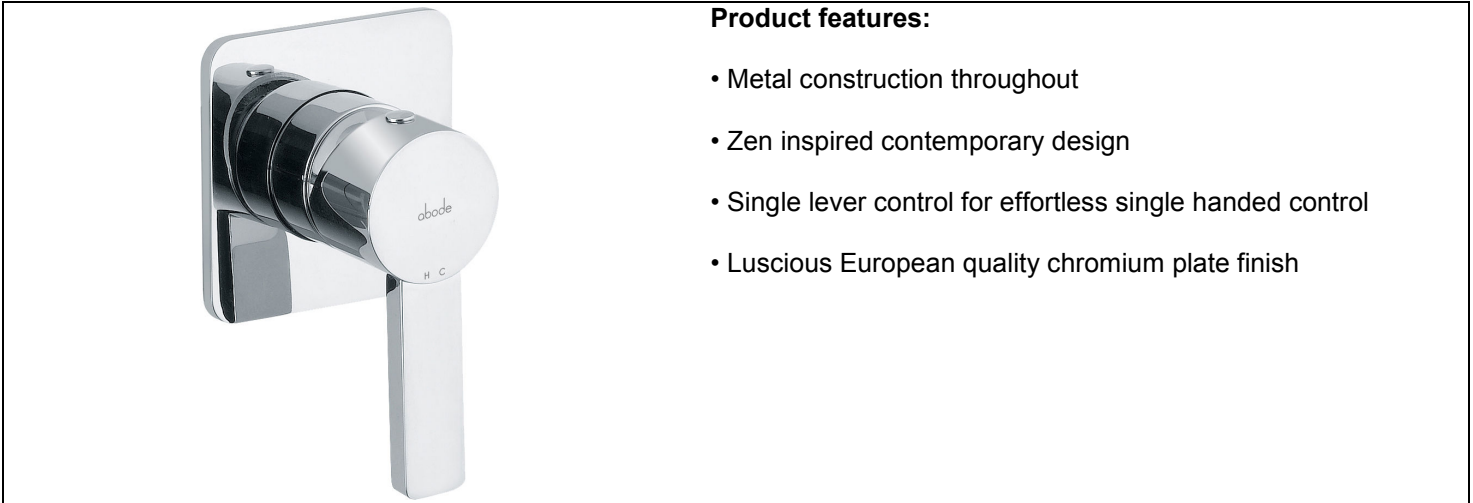 Product features:
• Metal construction throughout
• Zen inspired contemporary design
• Single lever control for effortless single handed control
• Luscious European quality chromium plate finish
abode
H C